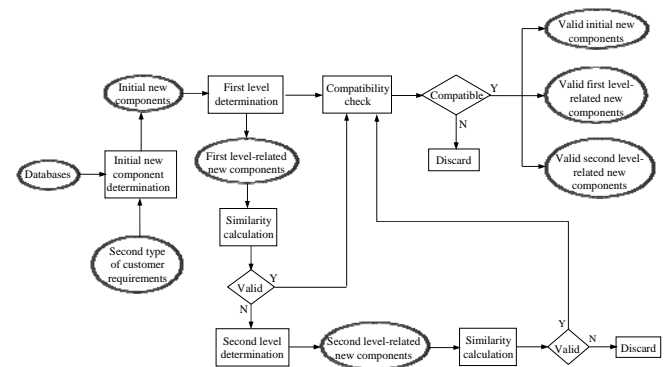 Valid initial new
components
Initial new
components
First level
determination
Compatibility
check
Compatible
Y
Valid first level-
related new
components
N
Discard
First level-related
new components
Databases
Initial new
component
determination
Valid second level-
related new
components
Similarity
calculation
Second type
of customer
requirements
Valid
Y
N
Second level
determination
Second level-related
new components
Similarity
calculation
Y
Valid
N
Discard